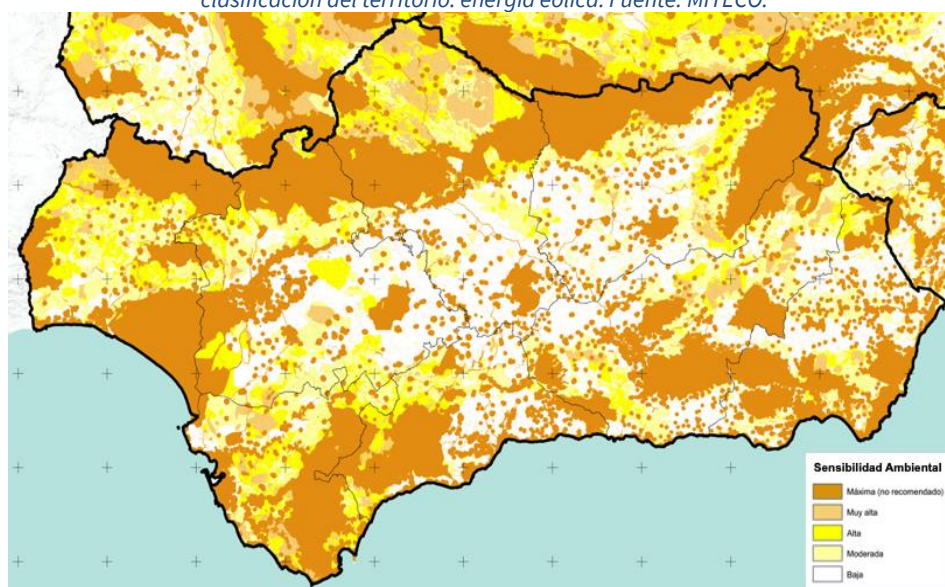 clasificación del territorio: energía eólica. Fuente: MITECO.
Sensibilidad Ambiental
Máxima (no recomendado)
Muy alta
Alta
Moderada
Baja